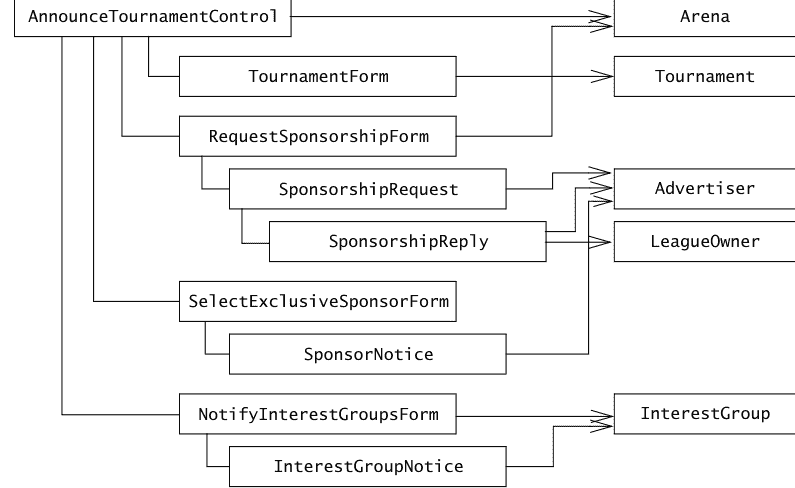 AnnounceTournamentControl
Arena
TournamentForm
Tournament
RequestSponsorshipForm
SponsorshipRequest
Advertiser
SponsorshipReply
LeagueOwner
SelectExclusiveSponsorForm
SponsorNotice
NotifyInterestGroupsForm
InterestGroup
InterestGroupNotice